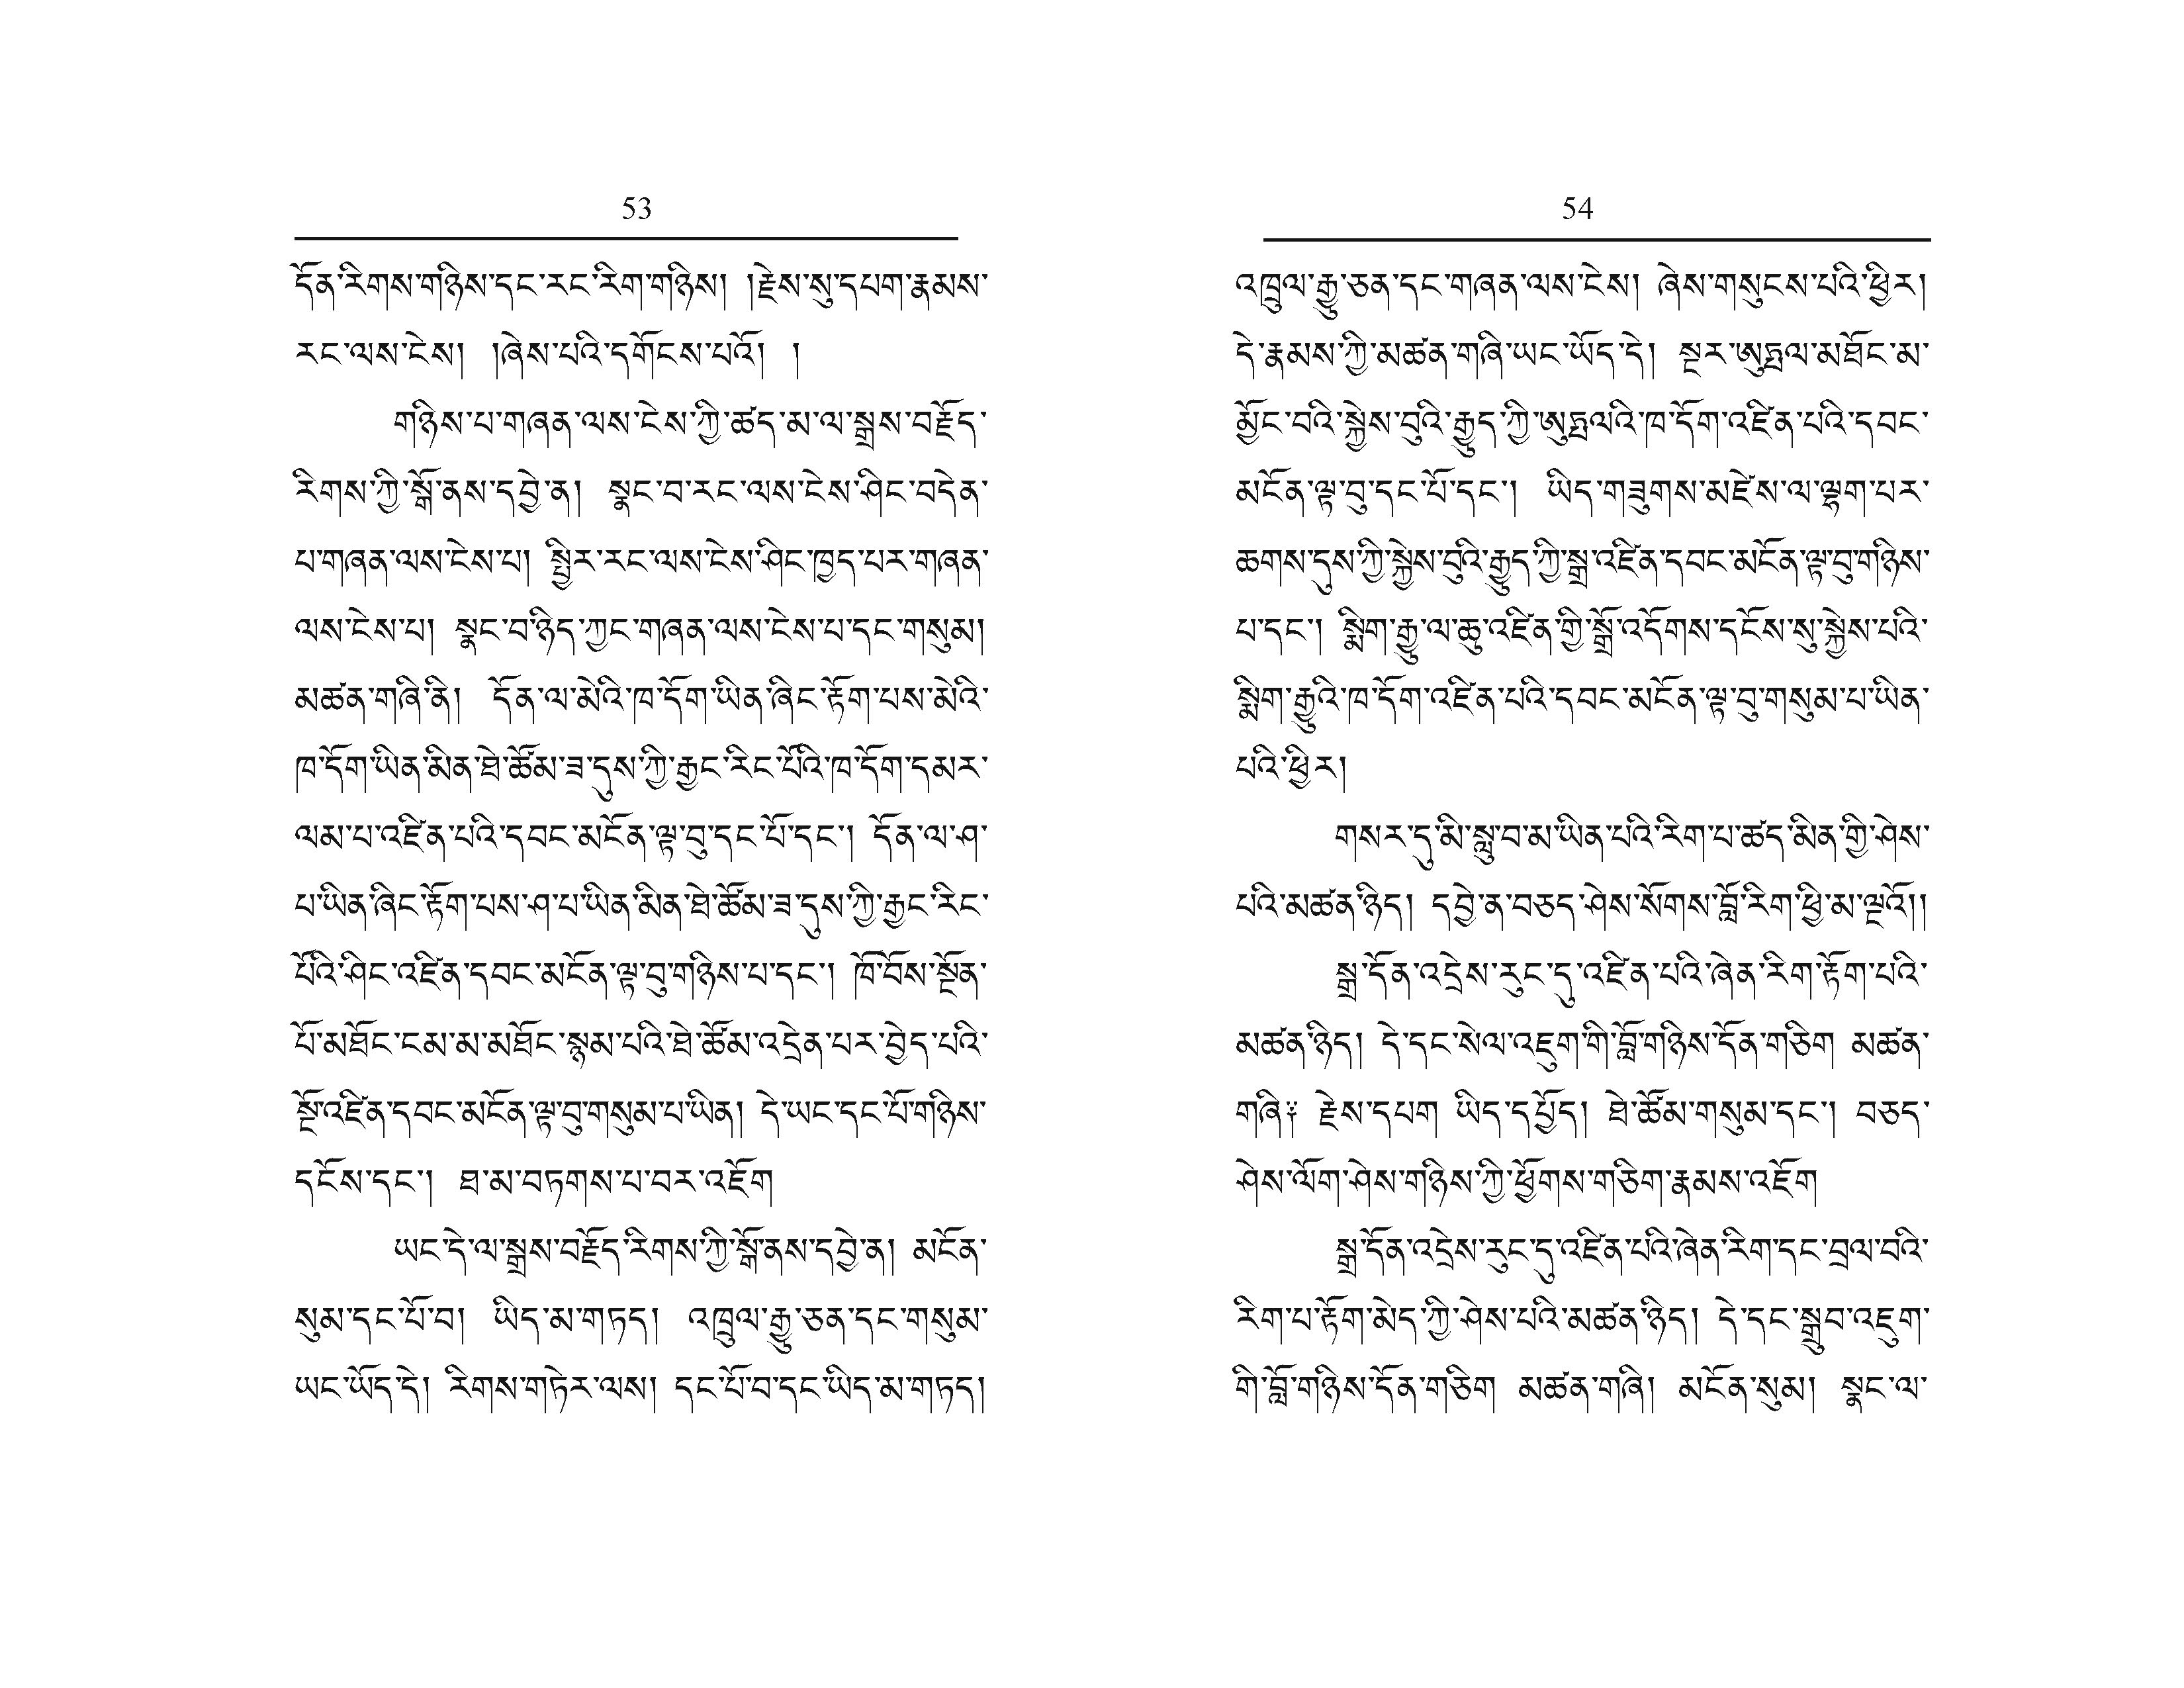 53
དོན་རིགས་གཉིས་དང་རང་རིག་གཉིས། །རྗེས་སུ་དཔག་རྣམས་
རང་ལས་ངེས། །ཞེས་པའི་དགོངས་པའོ། །
གཉིས་པ་གཞན་ལས་ངེས་ཀྱི་ཚད་མ་ལ་སྒྲས་བརྗོད་
རིགས་ཀྱི་སྒོ་ནས་དབྱེ་ན། སྣང་བ་རང་ལས་ངེས་ཤིང་བདེན་
པ་གཞན་ལས་ངེས་པ། སྤྱིར་རང་ལས་ངེས་ཤིང་ཁྱད་པར་གཞན་
ལས་ངེས་པ། སྣང་བ་ཉིད་ཀྱང་གཞན་ལས་ངེས་པ་དང་གསུམ།
མཚན་གཞི་ནི། དོན་ལ་མེའི་ཁ་དོག་ཡིན་ཞིང་རྟོག་པས་མེའི་
ཁ་དོག་ཡིན་མིན་ཐེ་ཚོམ་ཟ་དུས་ཀྱི་རྒྱང་རིང་པོའི་ཁ་དོག་དམར་
ལམ་པ་འཛིན་པའི་དབང་མངོན་ལྟ་བུ་དང་པོ་དང་། དོན་ལ་ཤ་
པ་ཡིན་ཞིང་རྟོག་པས་ཤ་པ་ཡིན་མིན་ཐེ་ཚོམ་ཟ་དུས་ཀྱི་རྒྱང་རིང་
པོའི་ཤིང་འཛིན་དབང་མངོན་ལྟ་བུ་གཉིས་པ་དང་། ཁོ་བོས་སྔོན་
པོ་མཐོང་ངམ་མ་མཐོང་སྙམ་པའི་ཐེ་ཚོམ་འདྲེན་པར་བྱེད་པའི་
སྔོ་འཛིན་དབང་མངོན་ལྟ་བུ་གསུམ་པ་ཡིན། དེ་ཡང་དང་པོ་གཉིས་
དངོས་དང་། ཐ་མ་བཏགས་པ་བར་འཇོག
ཡང་དེ་ལ་སྒྲས་བརྗོད་རིགས་ཀྱི་སྒོ་ནས་དབྱེ་ན། མངོན་
སུམ་དང་པོ་བ། ཡིད་མ་གཏད། འཁྲུལ་རྒྱུ་ཅན་དང་གསུམ་
ཡང་ཡོད་དེ། རིགས་གཏེར་ལས། དང་པོ་བ་དང་ཡིད་མ་གཏད།
54
འཁྲུལ་རྒྱུ་ཅན་དང་གཞན་ལས་ངེས། ཞེས་གསུངས་པའི་ཕྱིར།
དེ་རྣམས་ཀྱི་མཚན་གཞི་ཡང་ཡོད་དེ། སྔར་ཨུཏྤལ་མཐོང་མ་
མྱོང་བའི་སྐྱེས་བུའི་རྒྱུད་ཀྱི་ཨུཏྤལའི་ཁ་དོག་འཛིན་པའི་དབང་
མངོན་ལྟ་བུ་དང་པོ་དང་། ཡིད་གཟུགས་མཛེས་ལ་ལྷག་པར་
ཆགས་དུས་ཀྱི་སྐྱེས་བུའི་རྒྱུད་ཀྱི་སྒྲ་འཛིན་དབང་མངོན་ལྟ་བུ་གཉིས་
པ་དང་། སྨིག་རྒྱུ་ལ་ཆུ་འཛིན་གྱི་སྒྲོ་འདོགས་དངོས་སུ་སྐྱེས་པའི་
སྨིག་རྒྱུའི་ཁ་དོག་འཛིན་པའི་དབང་མངོན་ལྟ་བུ་གསུམ་པ་ཡིན་
པའི་ཕྱིར།
གསར་དུ་མི་སླུ་བ་མ་ཡིན་པའི་རིག་པ་ཚད་མིན་གྱི་ཤེས་
པའི་མཚན་ཉིད། དབྱེ་ན་བཅད་ཤེས་སོགས་བློ་རིག་ཕྱི་མ་ལྔའོ།།
སྒྲ་དོན་འདྲེས་རུང་དུ་འཛིན་པའི་ཞེན་རིག་རྟོག་པའི་
མཚན་ཉིད། དེ་དང་སེལ་འཇུག་གི་བློ་གཉིས་དོན་གཅིག མཚན་
གཞི༔ རྗེས་དཔག ཡིད་དཔྱོད། ཐེ་ཚོམ་གསུམ་དང་། བཅད་
ཤེས་ལོག་ཤེས་གཉིས་ཀྱི་ཕྱོགས་གཅིག་རྣམས་འཇོག
སྒྲ་དོན་འདྲེས་རུང་དུ་འཛིན་པའི་ཞེན་རིག་དང་བྲལ་བའི་
རིག་པ་རྟོག་མེད་ཀྱི་ཤེས་པའི་མཚན་ཉིད། དེ་དང་སྒྲུབ་འཇུག་
གི་བློ་གཉིས་དོན་གཅིག མཚན་གཞི། མངོན་སུམ། སྣང་ལ་